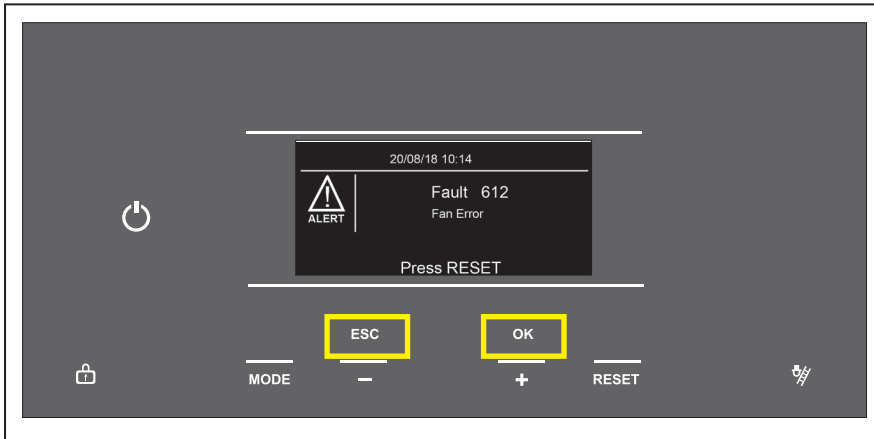 20/08/18 10:14
Fault 612
ALERT
Fan Error
Press RESET
ESC
OK
MODE
–
+
RESET